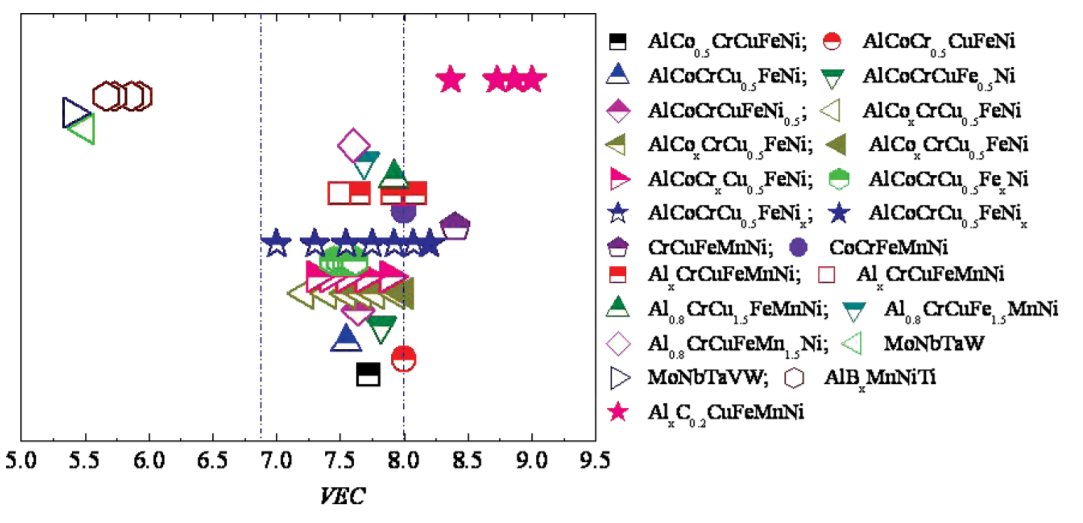 AlCo0.5CrCuFeNi; AlCoCr0.5CuFeNi
AlCoCrCu0.5FeNi; AlCoCrCuFe0.5Ni
AlCoCrCuFeNi0.5; AlCoxCrCu0.5FeNi
AlCoxCrCu0.5FeNi; AlCoxCrCu0.5FeNi
AlCoCrxCu0.5FeNi; AlCoCrCu0.5FexNi
AlCoCrCu0.5FeNix; AlCoCrCu0.5FeNix
CrCuFeMnNi; CoCrFeMnNi
AlxCrCuFeMnNi; AlxCrCuFeMnNi
Al0.8CrCu1.5FeMnNi; Al0.8CrCuFe1.5MnNi
Al0.8CrCuFeMn1.5Ni; MoNbTaW
MoNbTaVW; AlBxMnNiTi
AlxC0.2CuFeMnNi
5.0 5.5 6.0 6.5 7.0 7.5 8.0 8.5 9.0 9.5
VEC